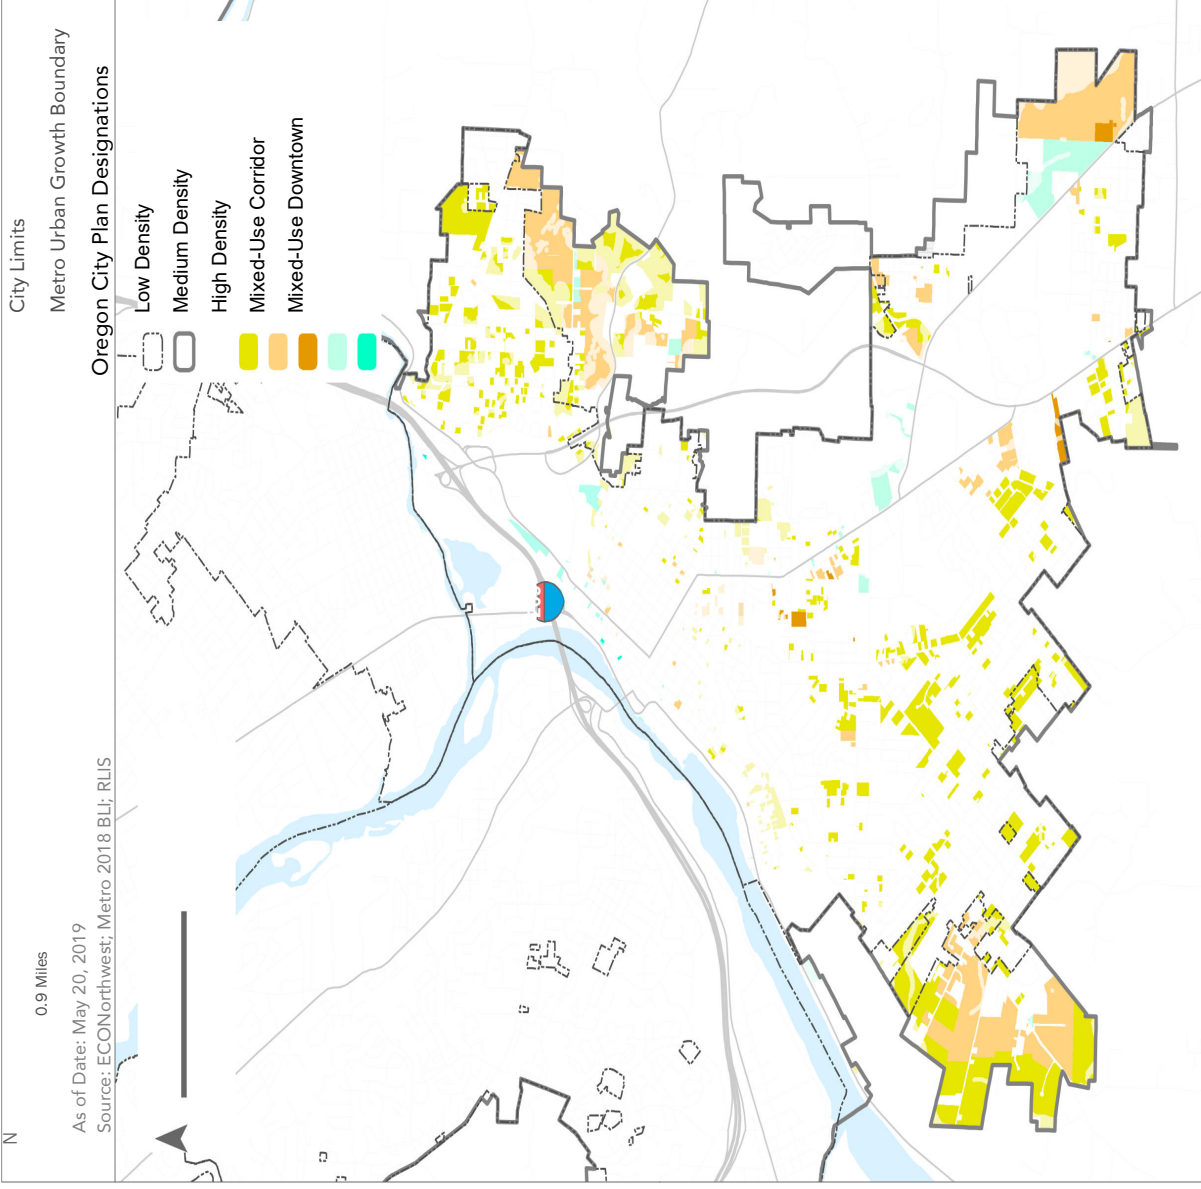 City Limits
Metro Urban Growth Boundary
Oregon City Plan Designations
Low Density
Medium Density
High Density
Mixed-Use Corridor
Mixed-Use Downtown
N
0.9 Miles
As of Date: May 20, 2019
Source: ECONorthwest; Metro 2018 BLI; RLIS